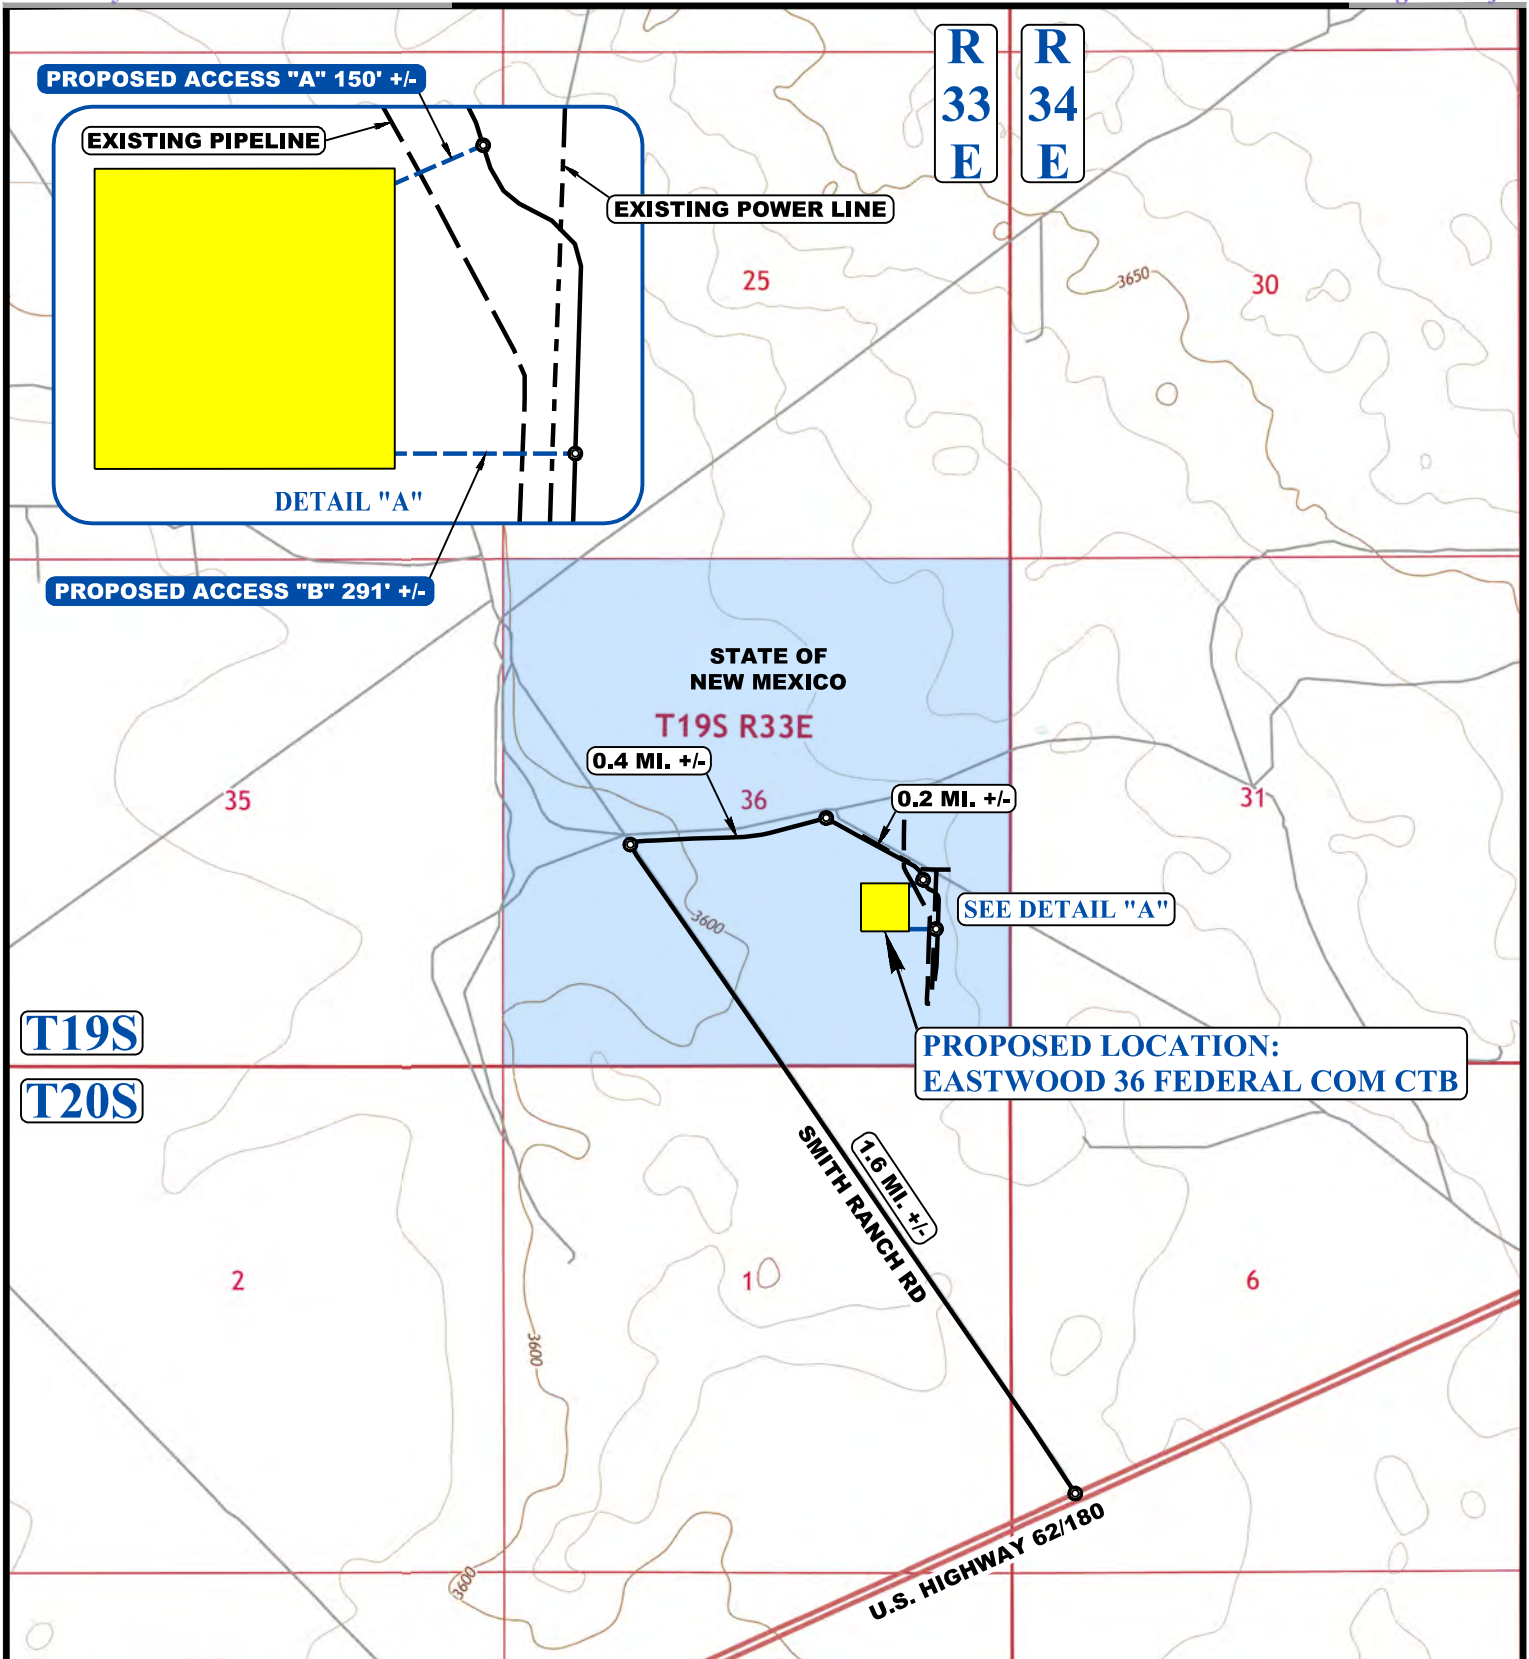 R
33
E
R
34
E
PROPOSED ACCESS "A" 150' +/-
EXISTING PIPELINE
EXISTING POWER LINE
25
3650
30
DETAIL "A"
PROPOSED ACCESS "B" 291' +/-
STATE OF
NEW MEXICO
T19S R33E
0.4 MI. +/-
35
36
0.2 MI. +/-
31
3600
SEE DETAIL "A"
T19S
PROPOSED LOCATION:
EASTWOOD 36 FEDERAL COM CTB
T20S
1.6 MI. +/-
SMITH RANCH RD
2
1
6
3600
U.S. HIGHWAY 62/180
3600